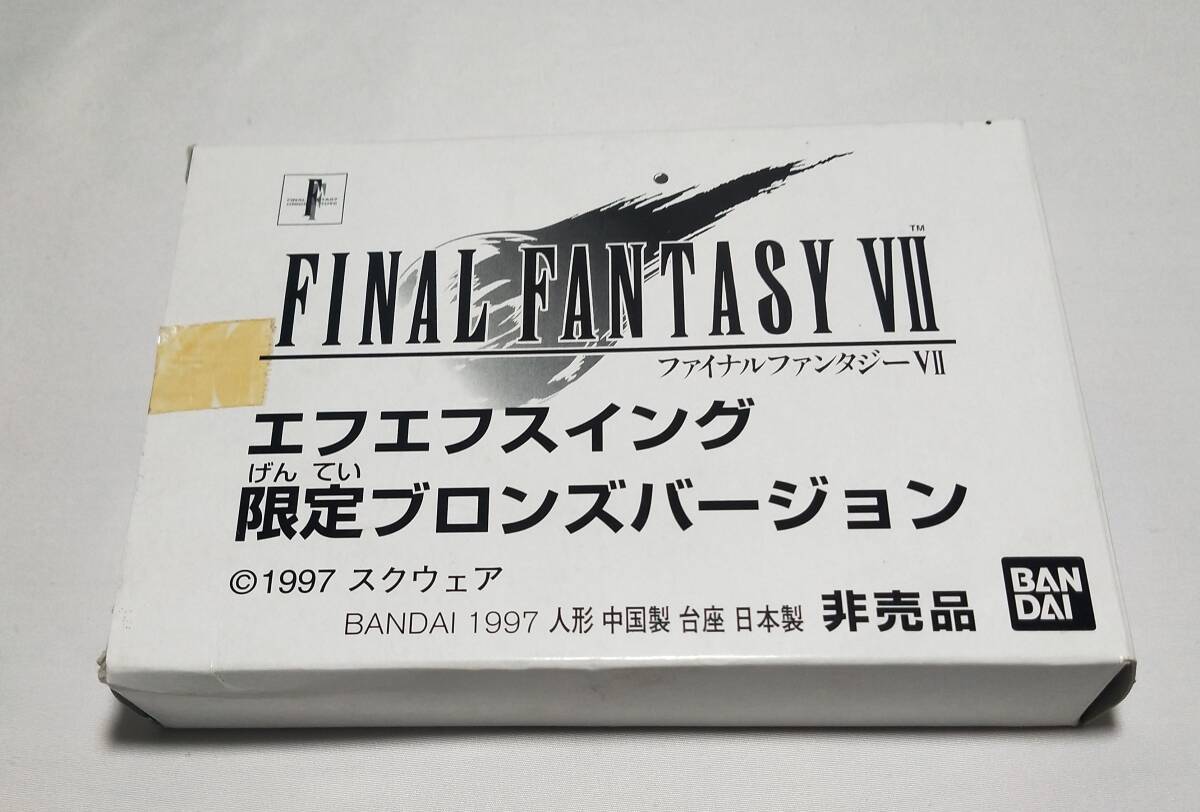 FINAL FANTASY VII™
ファイナルファンタジーVII
エフエフスイング
げんてい
限定ブロンズバージョン
©1997 スクウェア
BANDAI 1997 人形 中国製 台座 日本製 非売品
BAN
DAI